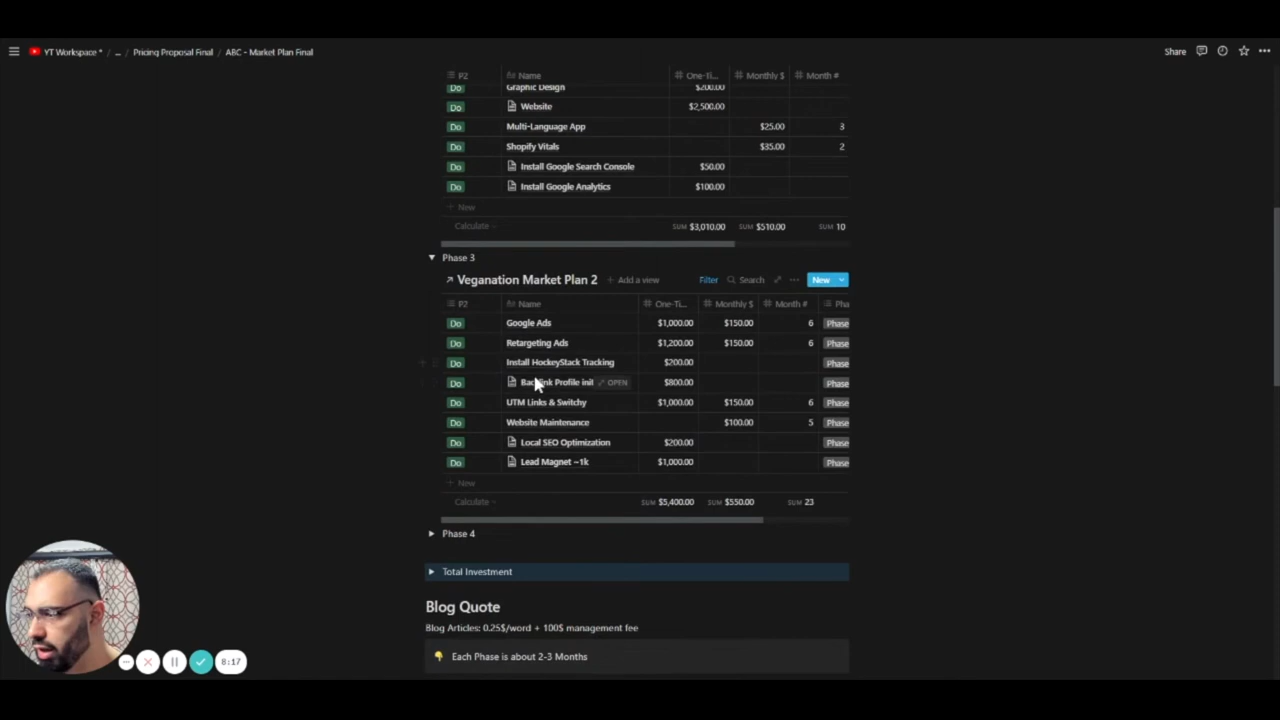 YT Workspace * / ... / Pricing Proposal Final / ABC - Market Plan Final Share
P2 Name One-Ti... Monthly $ Month #
Do Graphic Design $200.00
Do Website $2,500.00
Do Multi-Language App $25.00 3
Do Shopify Vitals $35.00 2
Do Install Google Search Console $50.00
Do Install Google Analytics $100.00
+ New
Calculate SUM $3,010.00 SUM $510.00 SUM 10
Phase 3
Veganation Market Plan 2 + Add a view Filter Search ... New
P2 Name One-Ti... Monthly $ Month # Pha
Do Google Ads $1,000.00 $150.00 6 Phase
Do Retargeting Ads $1,200.00 $150.00 6 Phase
Do Install HockeyStack Tracking $200.00 Phase
Do Backlink Profile init OPEN $800.00 Phase
Do UTM Links & Switchy $1,000.00 $150.00 6 Phase
Do Website Maintenance $100.00 5 Phase
Do Local SEO Optimization $200.00 Phase
Do Lead Magnet ~1k $1,000.00 Phase
+ New
Calculate SUM $5,400.00 SUM $550.00 SUM 23
Phase 4
Total Investment
Blog Quote
Blog Articles: 0.25$/word + 100$ management fee
Each Phase is about 2-3 Months
8:17